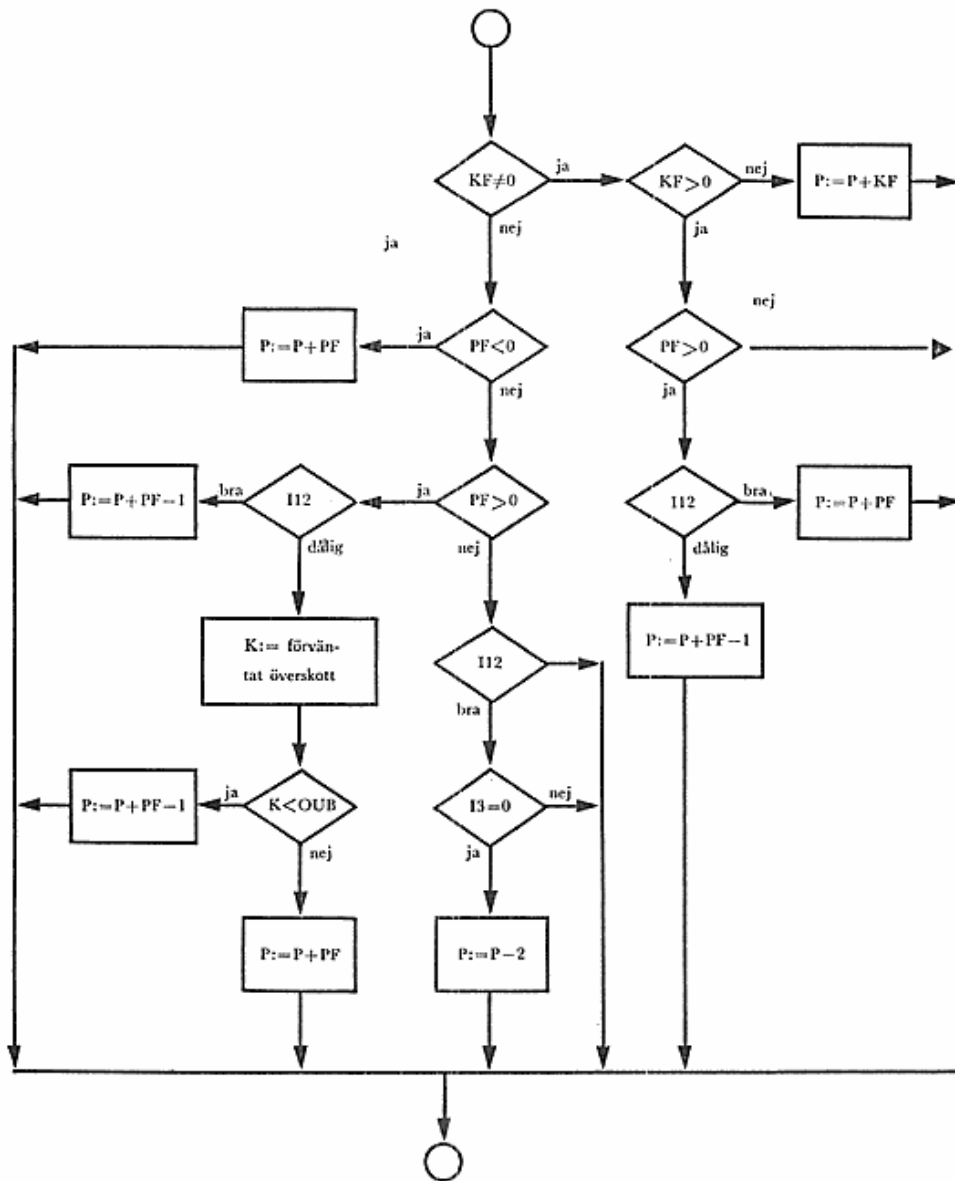 KF≠0
ja
KF>0
nej
P:=P+KF
nej
ja
ja
nej
P:=P+PF
ja
PF<0
PF>0
nej
ja
P:=P+PF−1
bra
I12
ja
PF>0
I12
bra
P:=P+PF
dålig
nej
dålig
K:= förvän-
tat överskott
I12
P:=P+PF−1
bra
P:=P+PF−1
ja
K<OUB
I3=0
nej
nej
ja
P:=P+PF
P:=P−2